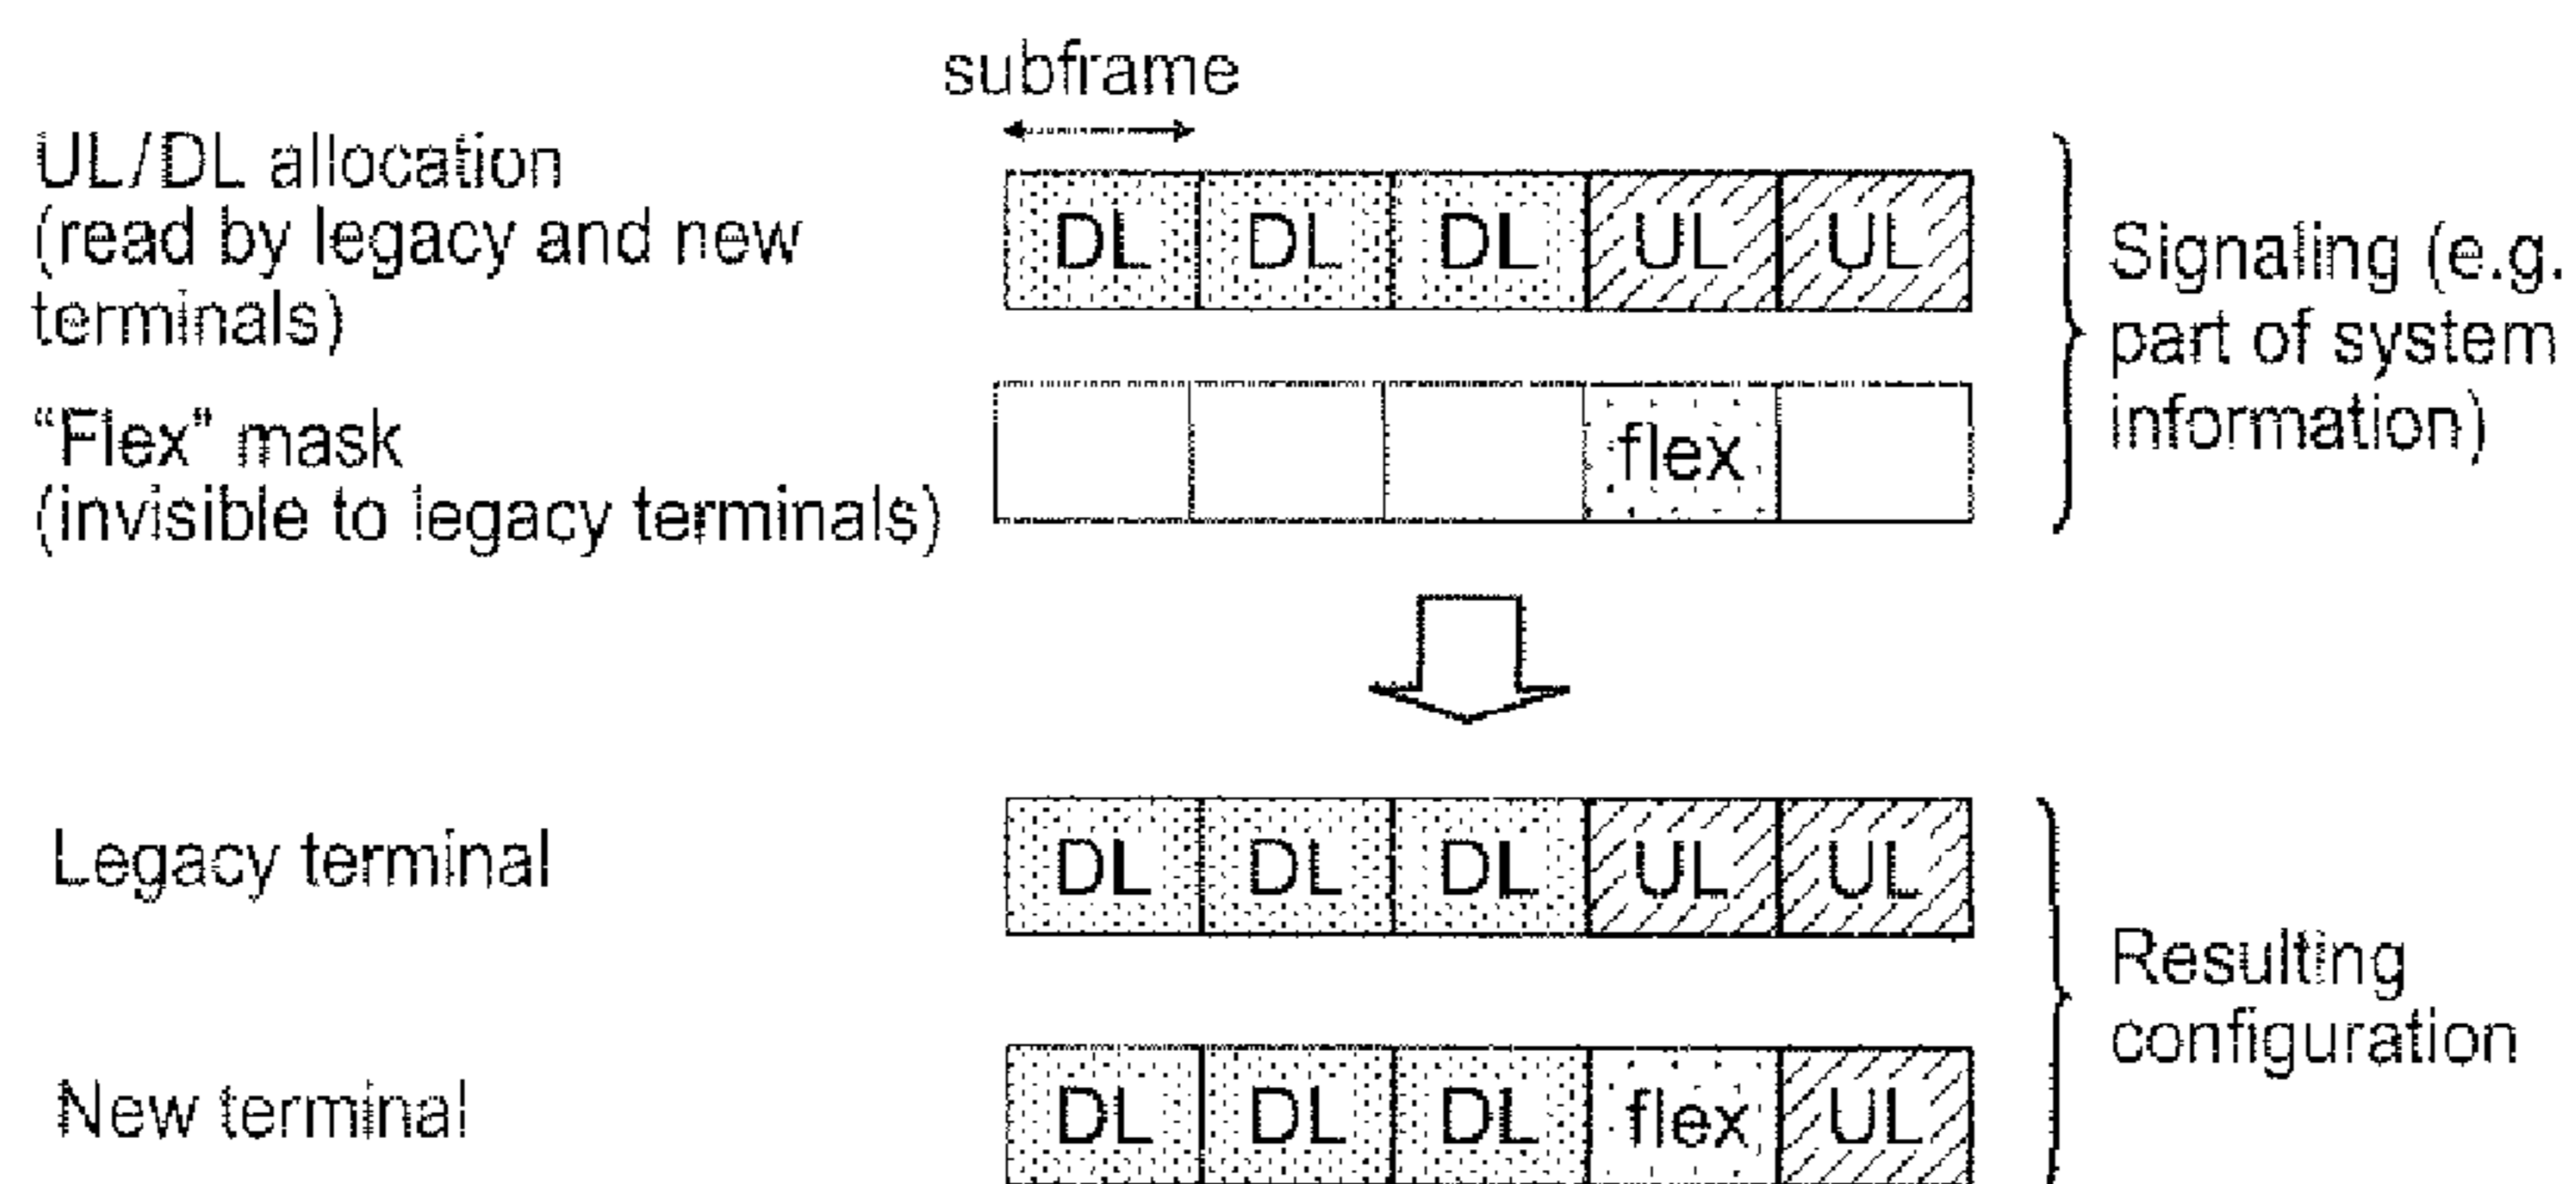 subframe
UL/DL allocation
(read by legacy and new
terminals)
DL DL DL UL UL
Signaling (e.g.
part of system
information)
“Flex” mask
(invisible to legacy terminals)
flex
Legacy terminal
DL DL DL UL UL
Resulting
configuration
New terminal
DL DL DL flex UL